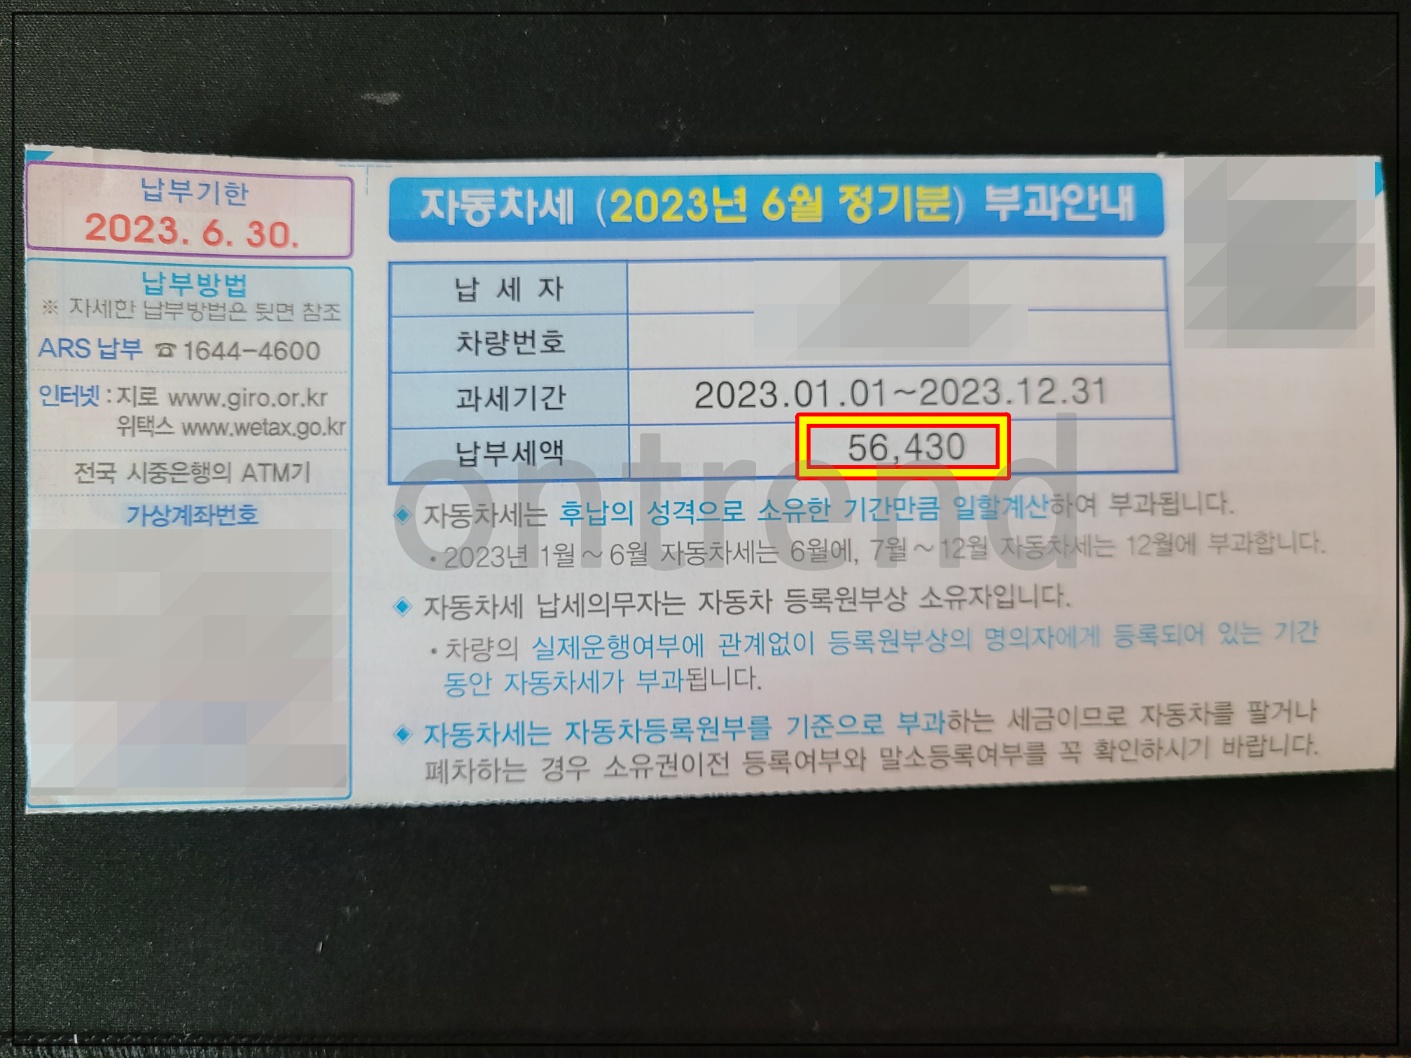 납부기한
2023. 6. 30.
납부방법
※ 자세한 납부방법은 뒷면 참조
ARS 납부 ☎ 1644-4600
인터넷 : 지로 www.giro.or.kr
위택스 www.wetax.go.kr
전국 시중은행의 ATM기
가상계좌번호
자동차세 (2023년 6월 정기분) 부과안내
납 세 자
차량번호
과세기간 2023.01.01~2023.12.31
납부세액 56,430
◈ 자동차세는 후납의 성격으로 소유한 기간만큼 일할계산하여 부과됩니다.
• 2023년 1월 ~ 6월 자동차세는 6월에, 7월 ~ 12월 자동차세는 12월에 부과합니다.
◈ 자동차세 납세의무자는 자동차 등록원부상 소유자입니다.
• 차량의 실제운행여부에 관계없이 등록원부상의 명의자에게 등록되어 있는 기간
동안 자동차세가 부과됩니다.
◈ 자동차세는 자동차등록원부를 기준으로 부과하는 세금이므로 자동차를 팔거나
폐차하는 경우 소유권이전 등록여부와 말소등록여부를 꼭 확인하시기 바랍니다.
ontrend